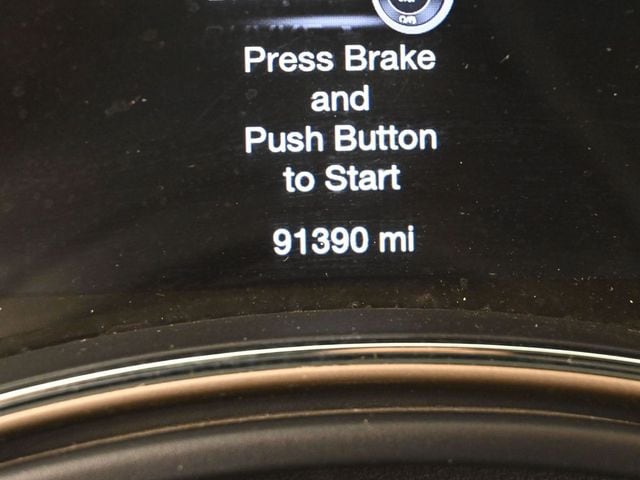 Press Brake
and
Push Button
to Start
91390 mi